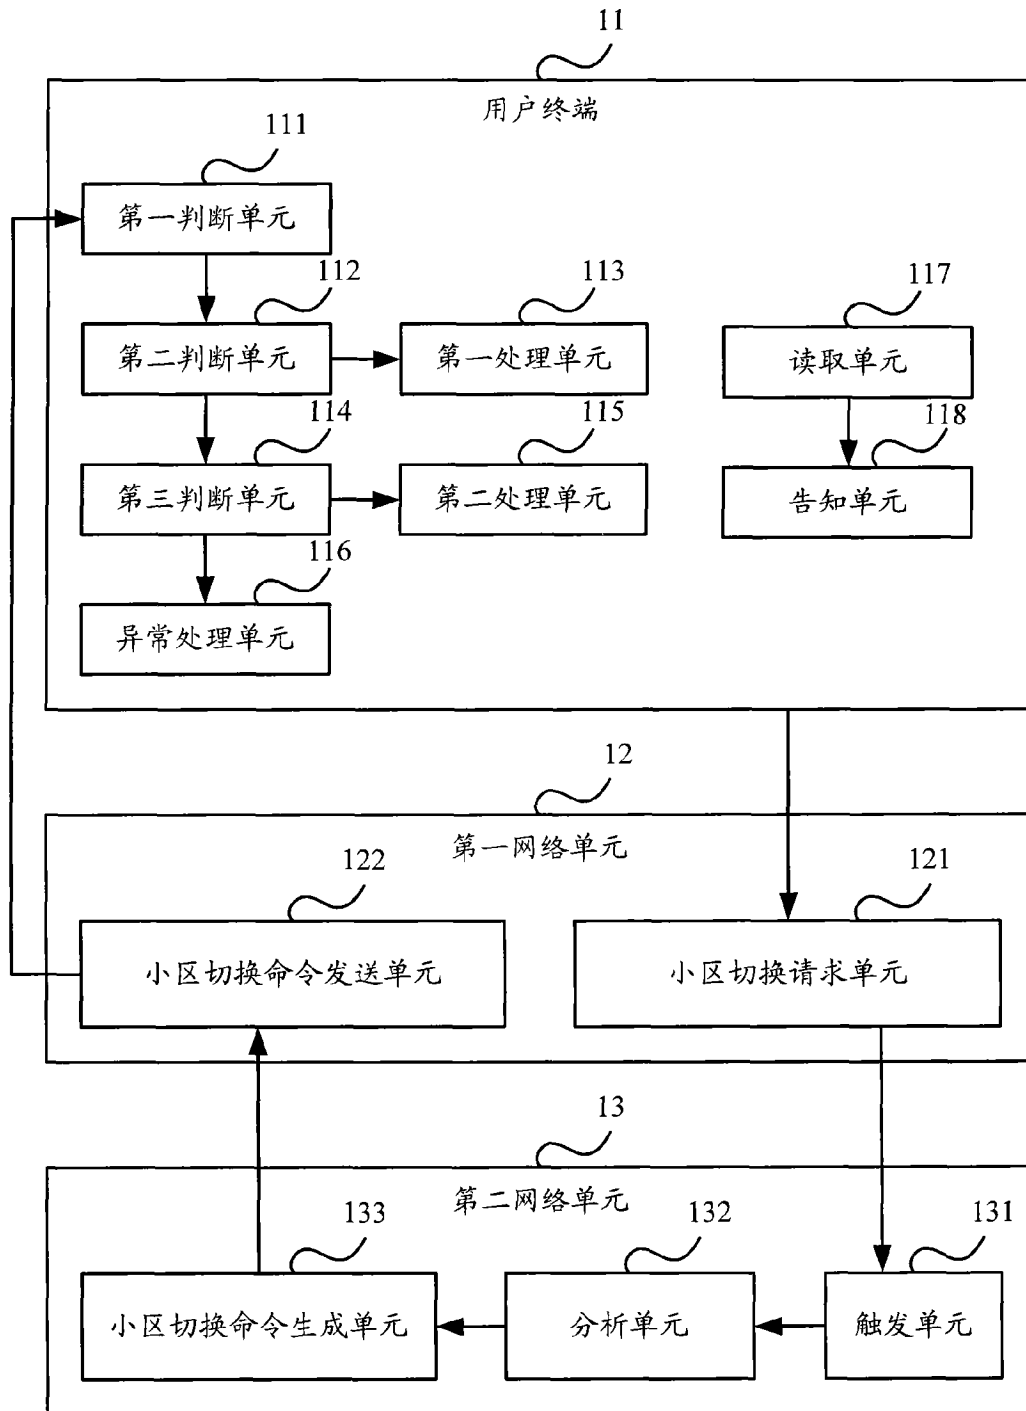 11
用户终端
111
第一判断单元
112
113
117
第二判断单元
第一处理单元
读取单元
114
115
118
第三判断单元
第二处理单元
告知单元
116
异常处理单元
12
第一网络单元
122
121
小区切换命令发送单元
小区切换请求单元
13
第二网络单元
133
132
131
小区切换命令生成单元
分析单元
触发单元